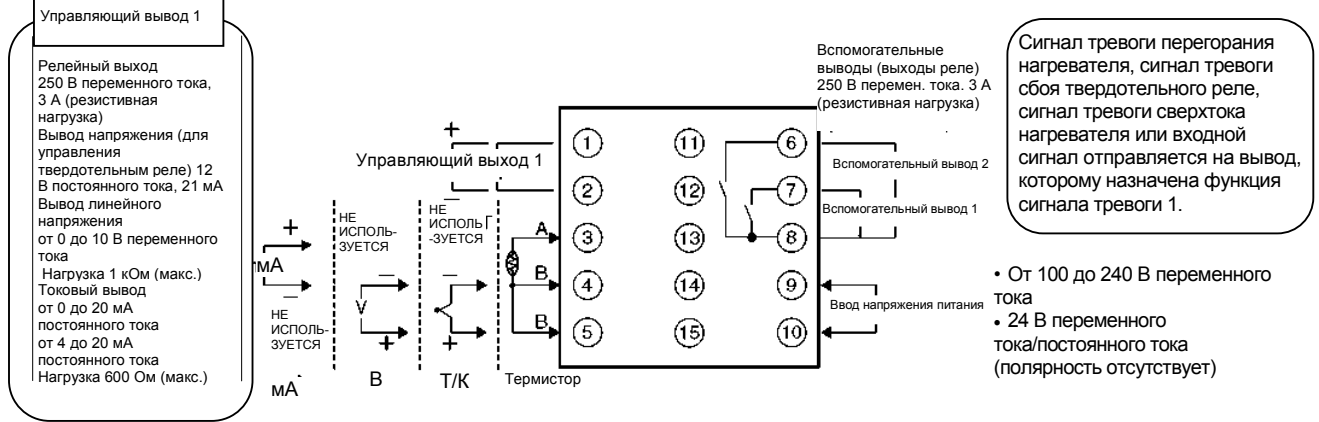 Управляющий вывод 1
Релейный выход
250 В переменного тока,
3 А (резистивная
нагрузка)
Вывод напряжения (для
управления
твердотельным реле) 12
В постоянного тока, 21 мА
Вывод линейного
напряжения
от 0 до 10 В переменного
тока
Нагрузка 1 кОм (макс.)
Токовый вывод
от 0 до 20 мА
постоянного тока
от 4 до 20 мА
постоянного тока
Нагрузка 600 Ом (макс.)
+
мА
–
НЕ
ИСПОЛЬ-
ЗУЕТСЯ
мА
НЕ
ИСПОЛЬ-
ЗУЕТСЯ
–
V
+
В
НЕ
ИСПОЛЬ
-ЗУЕТСЯ
–
+
Т/К
+
Управляющий выход 1
–
A
B
B
Термистор
1
2
3
4
5
11
12
13
14
15
6
7
8
9
10
Вспомогательные
выводы (выходы реле)
250 В перемен. тока. 3 А
(резистивная нагрузка)
Вспомогательный вывод 2
Вспомогательный вывод 1
Ввод напряжения питания
Сигнал тревоги перегорания
нагревателя, сигнал тревоги
сбоя твердотельного реле,
сигнал тревоги сверхтока
нагревателя или входной
сигнал отправляется на вывод,
которому назначена функция
сигнала тревоги 1.
• От 100 до 240 В переменного
тока
• 24 В переменного
тока/постоянного тока
(полярность отсутствует)